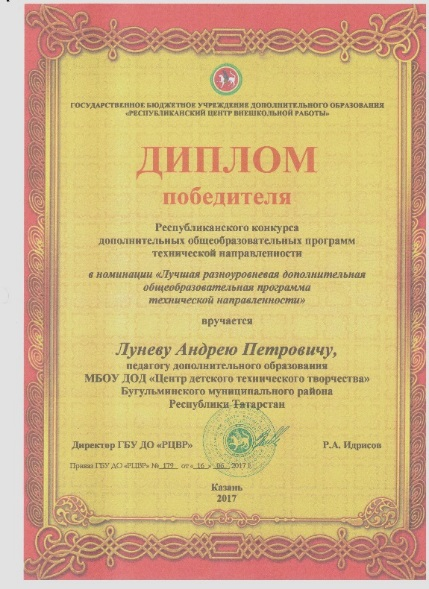 ГОСУДАРСТВЕННОЕ БЮДЖЕТНОЕ УЧРЕЖДЕНИЕ ДОПОЛНИТЕЛЬНОГО ОБРАЗОВАНИЯ
«РЕСПУБЛИКАНСКИЙ ЦЕНТР ВНЕШКОЛЬНОЙ РАБОТЫ»
ДИПЛОМ
победителя
Республиканского конкурса
дополнительных общеобразовательных программ
технической направленности
в номинации «Лучшая разноуровневая дополнительная
общеобразовательная программа
технической направленности»
вручается
Луневу Андрею Петровичу,
педагогу дополнительного образования
МБОУ ДОД «Центр детского технического творчества»
Бугульминского муниципального района
Республики Татарстан
Директор ГБУ ДО «РЦВР» Р.А. Идрисов
Приказ ГБУ ДО «РЦВР» № 179 от « 16 » 06 2017 г.
Казань
2017